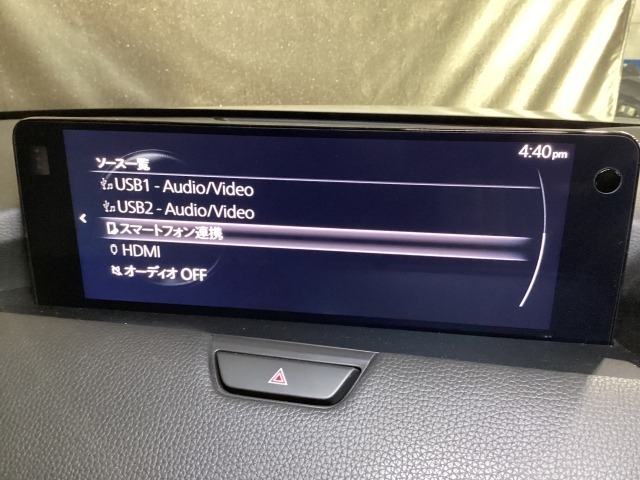 4:40pm
ソース一覧
USB1 - Audio/Video
USB2 - Audio/Video
スマートフォン連携
HDMI
オーディオ OFF